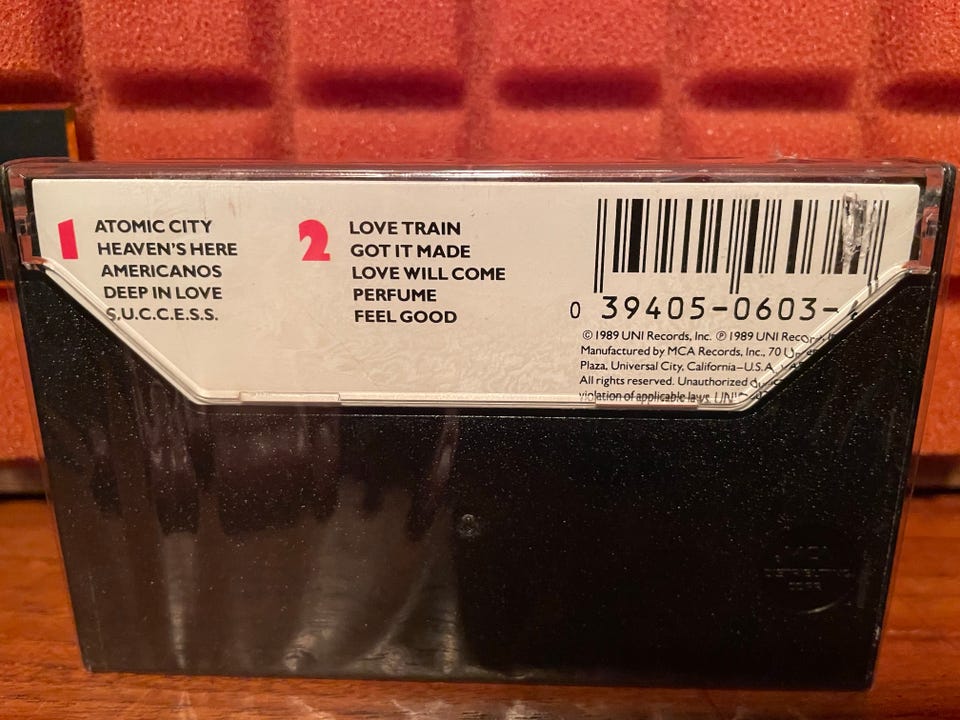 1
ATOMIC CITY
HEAVEN'S HERE
AMERICANOS
DEEP IN LOVE
S.U.C.C.E.S.S.
2
LOVE TRAIN
GOT IT MADE
LOVE WILL COME
PERFUME
FEEL GOOD
0 39405-0603-
© 1989 UNI Records, Inc. ℗ 1989 UNI
Manufactured by MCA Records, Inc., 70
Plaza, Universal City, California–U.S.A.
All rights reserved. Unauthorized
violation of applicable laws.
DISTRIBUTING
CORP.